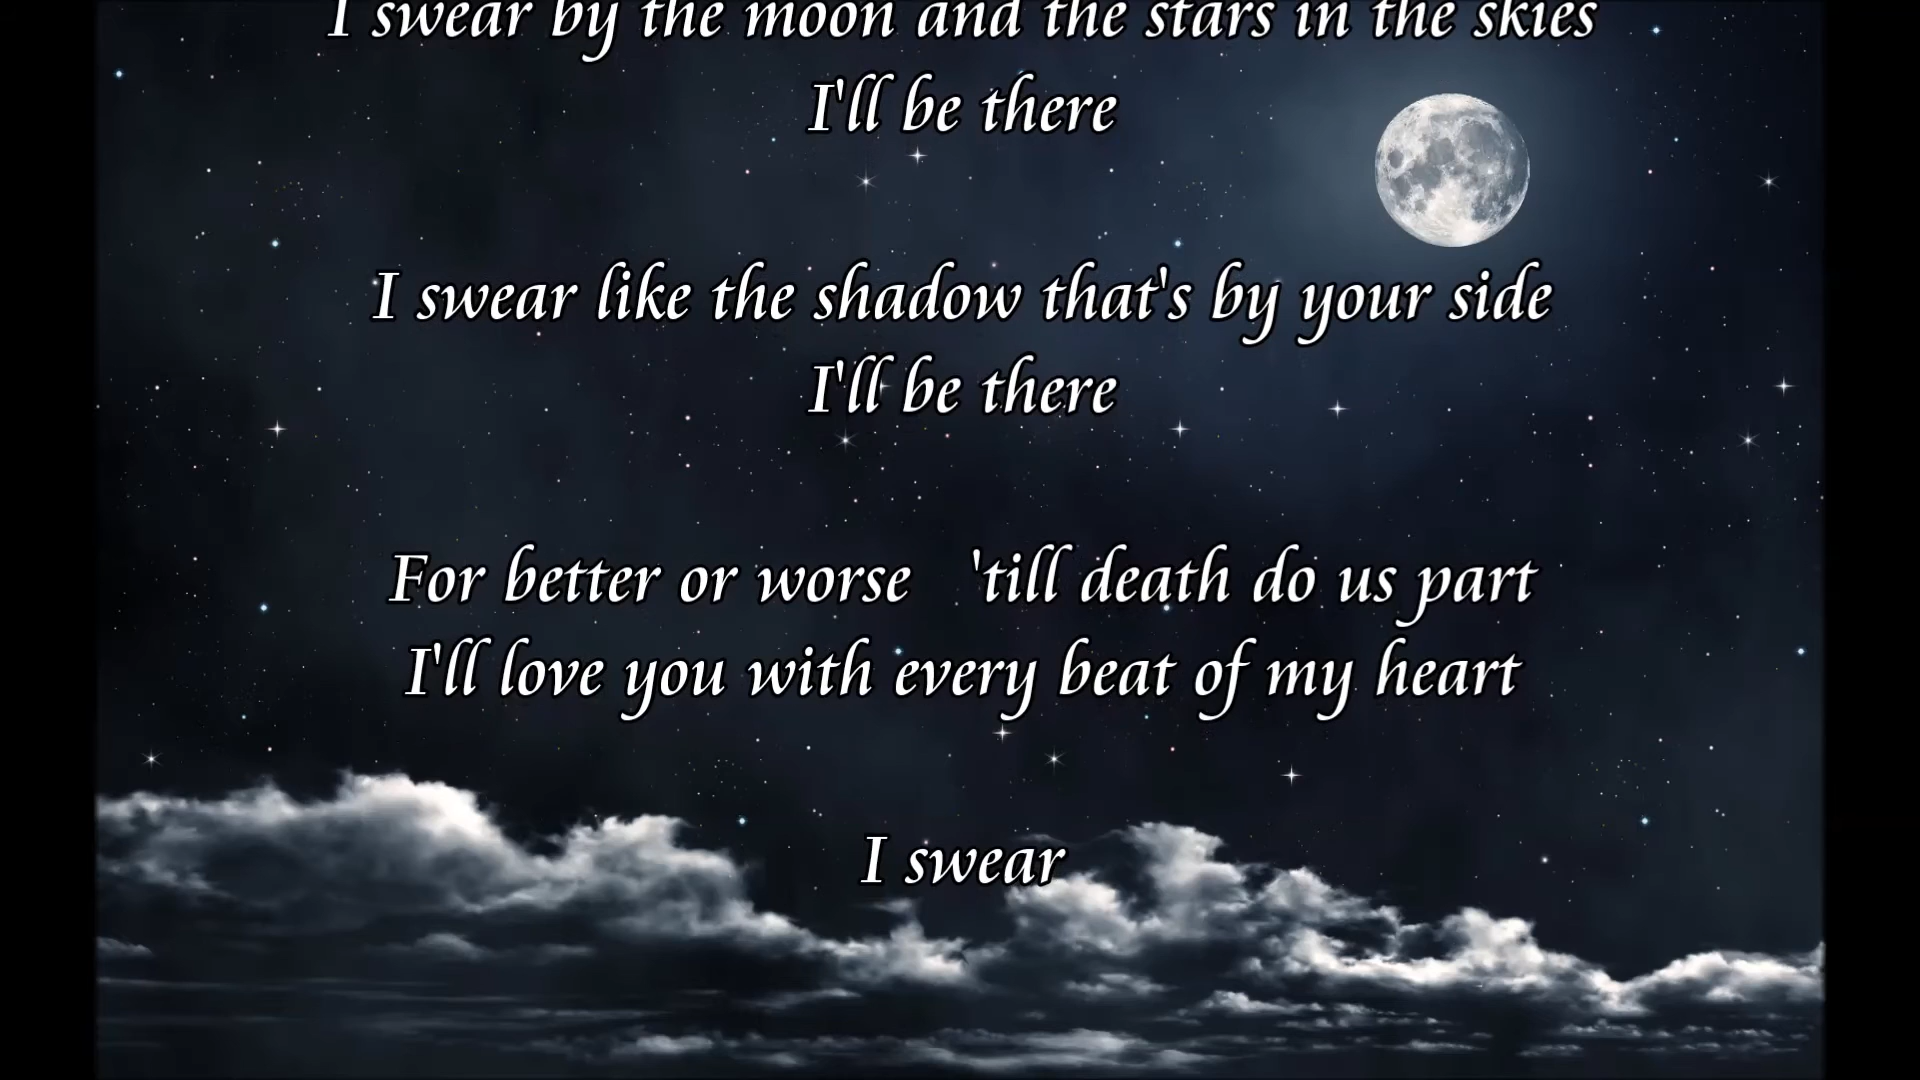 I swear by the moon and the stars in the skies
I'll be there
I swear like the shadow that's by your side
I'll be there
For better or worse 'till death do us part
I'll love you with every beat of my heart
I swear